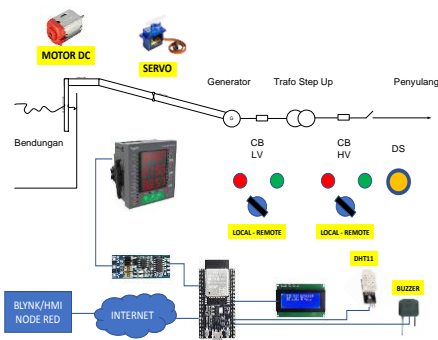 MOTOR DC
SERVO
Generator
Trafo Step Up
Penyulang
G
Bendungan
CB
LV
CB
HV
DS
LOCAL - REMOTE
LOCAL - REMOTE
DHT11
BUZZER
BLYNK/HMI
NODE RED
INTERNET